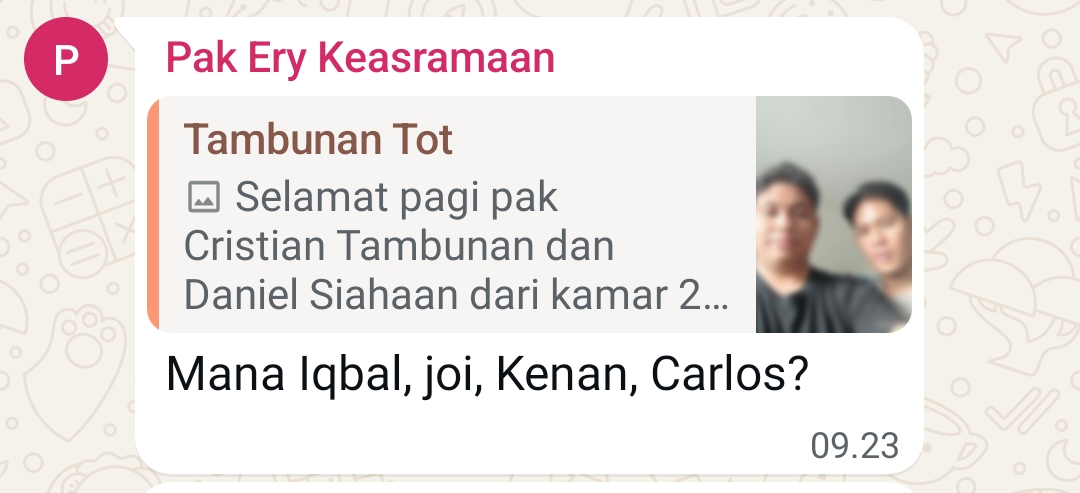 P
Pak Ery Keasramaan
Tambunan Tot
Selamat pagi pak
Cristian Tambunan dan
Daniel Siahaan dari kamar 2...
Mana Iqbal, joi, Kenan, Carlos?
09.23